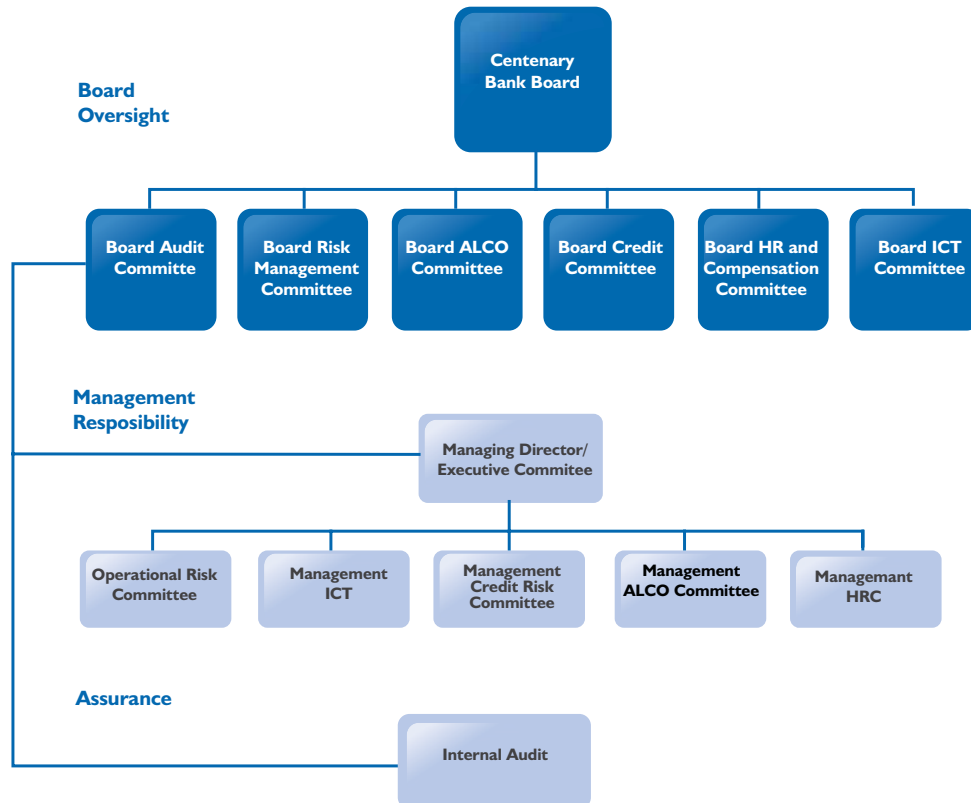 Centenary
Bank Board
Board
Oversight
Board Audit
Committe
Board Risk
Management
Committee
Board ALCO
Committee
Board Credit
Committee
Board HR and
Compensation
Committee
Board ICT
Committee
Management
Resposibility
Managing Director/
Executive Commitee
Operational Risk
Committee
Management
ICT
Management
Credit Risk
Committee
Management
ALCO Committee
Managemant
HRC
Assurance
Internal Audit